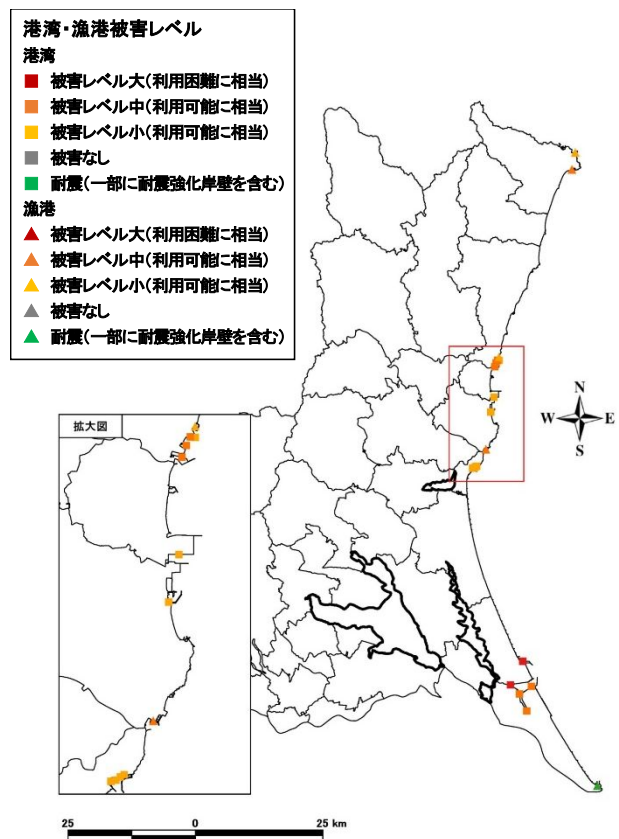 港湾・漁港被害レベル
港湾
被害レベル大(利用困難に相当)
被害レベル中(利用可能に相当)
被害レベル小(利用可能に相当)
被害なし
耐震(一部に耐震強化岸壁を含む)
漁港
被害レベル大(利用困難に相当)
被害レベル中(利用可能に相当)
被害レベル小(利用可能に相当)
被害なし
耐震(一部に耐震強化岸壁を含む)
N
W E
S
拡大図
25 0 25 km